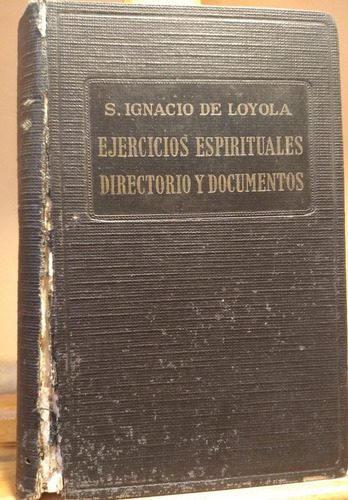 S. IGNACIO DE LOYOLA
EJERCICIOS ESPIRITUALES
DIRECTORIO Y DOCUMENTOS